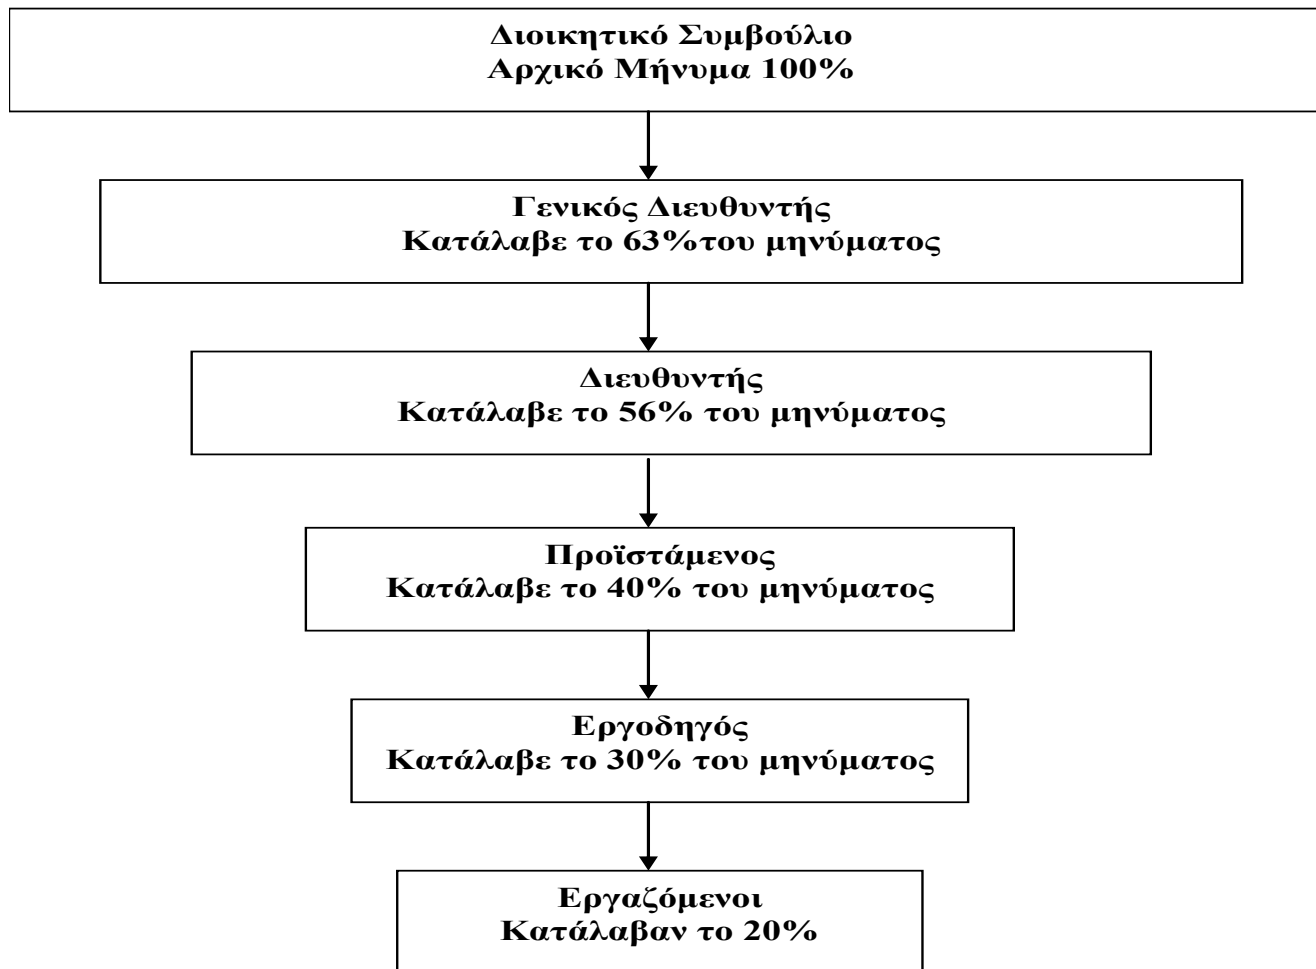 Διοικητικό Συμβούλιο
Αρχικό Μήνυμα 100%
Γενικός Διευθυντής
Κατάλαβε το 63%του μηνύματος
Διευθυντής
Κατάλαβε το 56% του μηνύματος
Προϊστάμενος
Κατάλαβε το 40% του μηνύματος
Εργοδηγός
Κατάλαβε το 30% του μηνύματος
Εργαζόμενοι
Κατάλαβαν το 20%